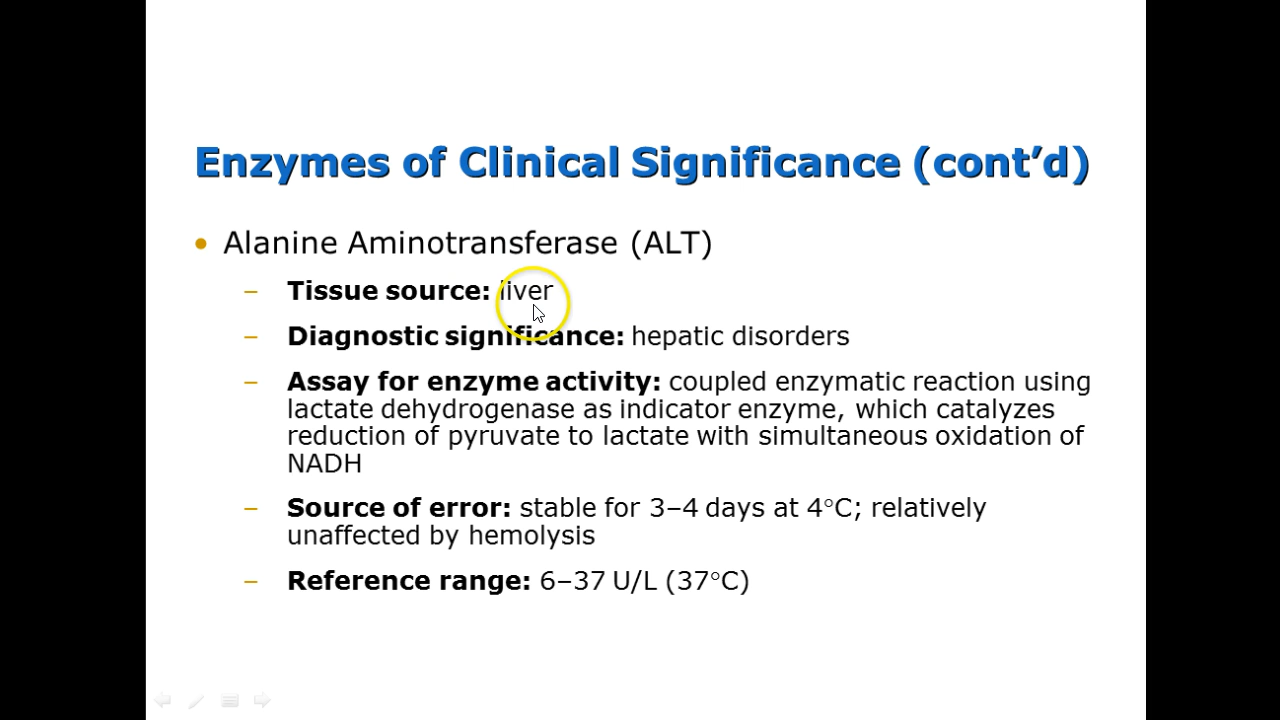 Enzymes of Clinical Significance (cont’d)
• Alanine Aminotransferase (ALT)
– Tissue source: liver
– Diagnostic significance: hepatic disorders
– Assay for enzyme activity: coupled enzymatic reaction using
lactate dehydrogenase as indicator enzyme, which catalyzes
reduction of pyruvate to lactate with simultaneous oxidation of
NADH
– Source of error: stable for 3–4 days at 4°C; relatively
unaffected by hemolysis
– Reference range: 6–37 U/L (37°C)